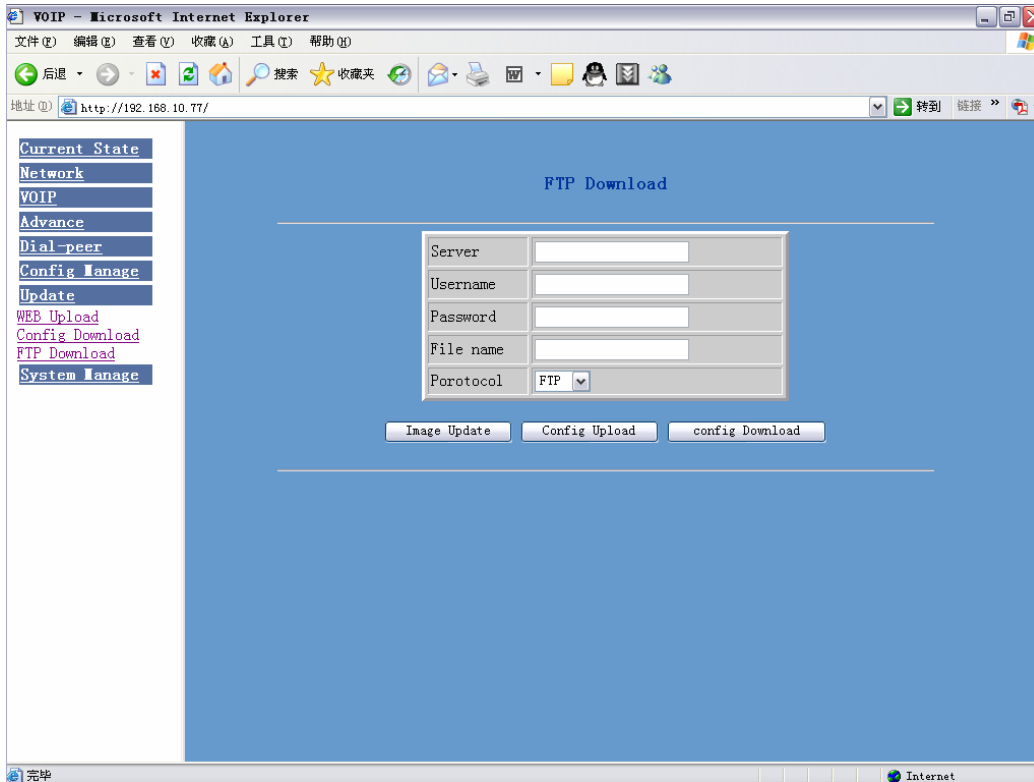 VOIP - Microsoft Internet Explorer
文件(F) 编辑(E) 查看(V) 收藏(A) 工具(T) 帮助(H)
后退 搜索 收藏夹
地址(D) http://192.168.10.77/ 转到 链接 »
Current State
Network
VOIP
Advance
Dial-peer
Config Manage
Update
WEB Upload
Config Download
FTP Download
System Manage
FTP Download
Server
Username
Password
File name
Porotocol FTP
Image Update Config Upload config Download
完毕 Internet